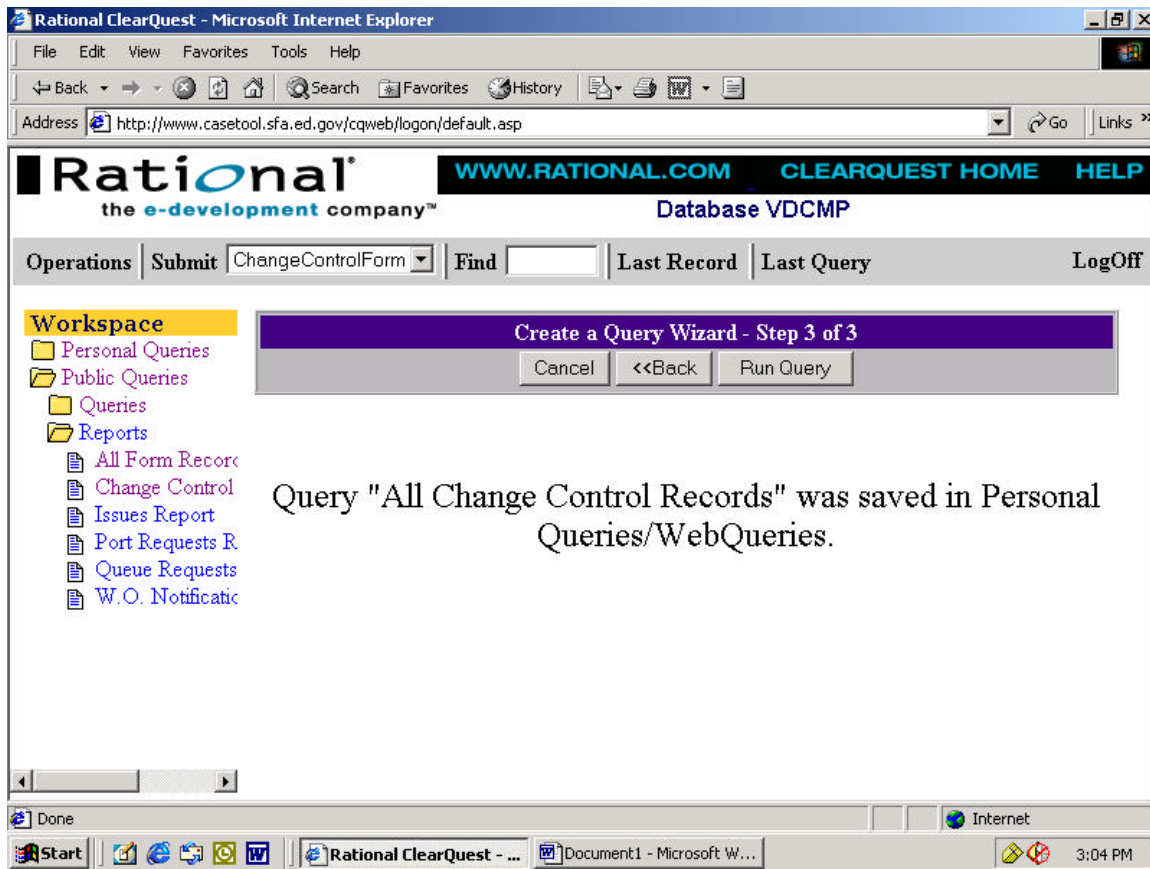 Rational ClearQuest - Microsoft Internet Explorer
File Edit View Favorites Tools Help
Back Search Favorites History
Address http://www.casetool.sfa.ed.gov/cqweb/logon/default.asp Go Links »
Rational®
the e-development company™
WWW.RATIONAL.COM CLEARQUEST HOME HELP
Database VDCMP
Operations Submit ChangeControlForm Find Last Record Last Query LogOff
Workspace
Personal Queries
Public Queries
Queries
Reports
All Form Recorc
Change Control
Issues Report
Port Requests R
Queue Requests
W.O. Notificatic
Create a Query Wizard - Step 3 of 3
Cancel <<Back Run Query
Query "All Change Control Records" was saved in Personal
Queries/WebQueries.
Done Internet
Start Rational ClearQuest - ... Document1 - Microsoft W... 3:04 PM